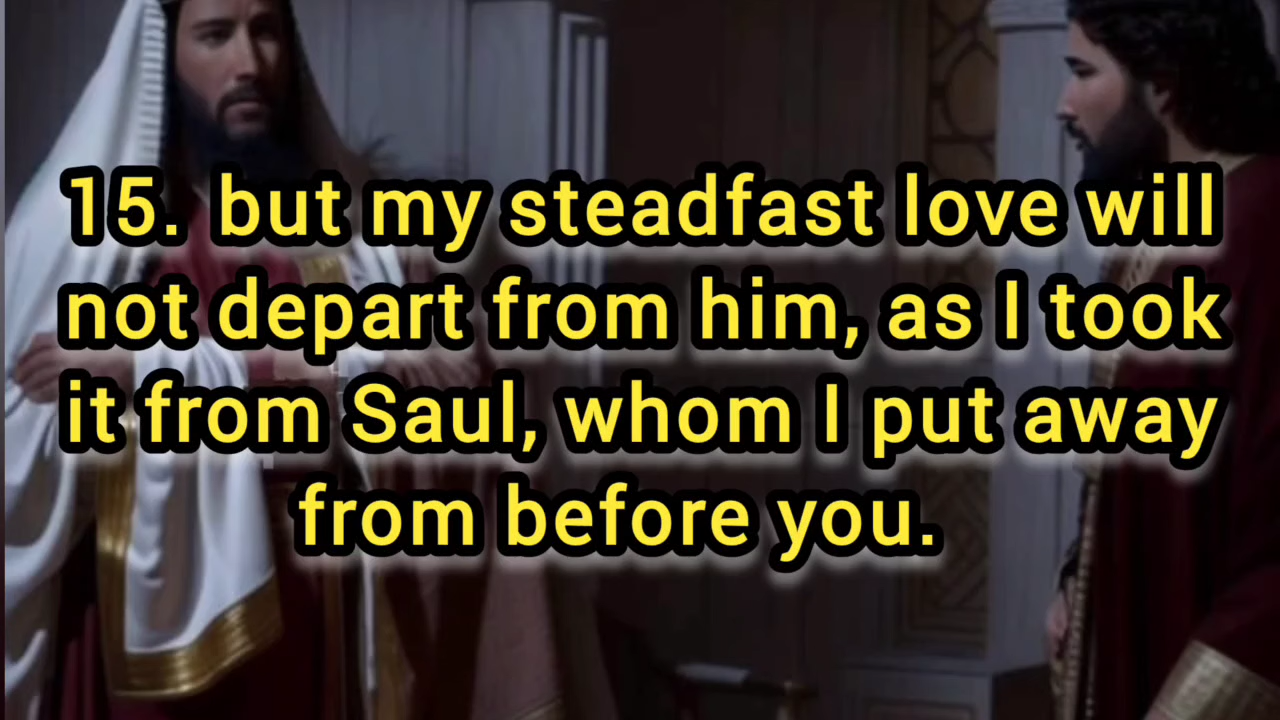 15. but my steadfast love will
not depart from him, as I took
it from Saul, whom I put away
from before you.